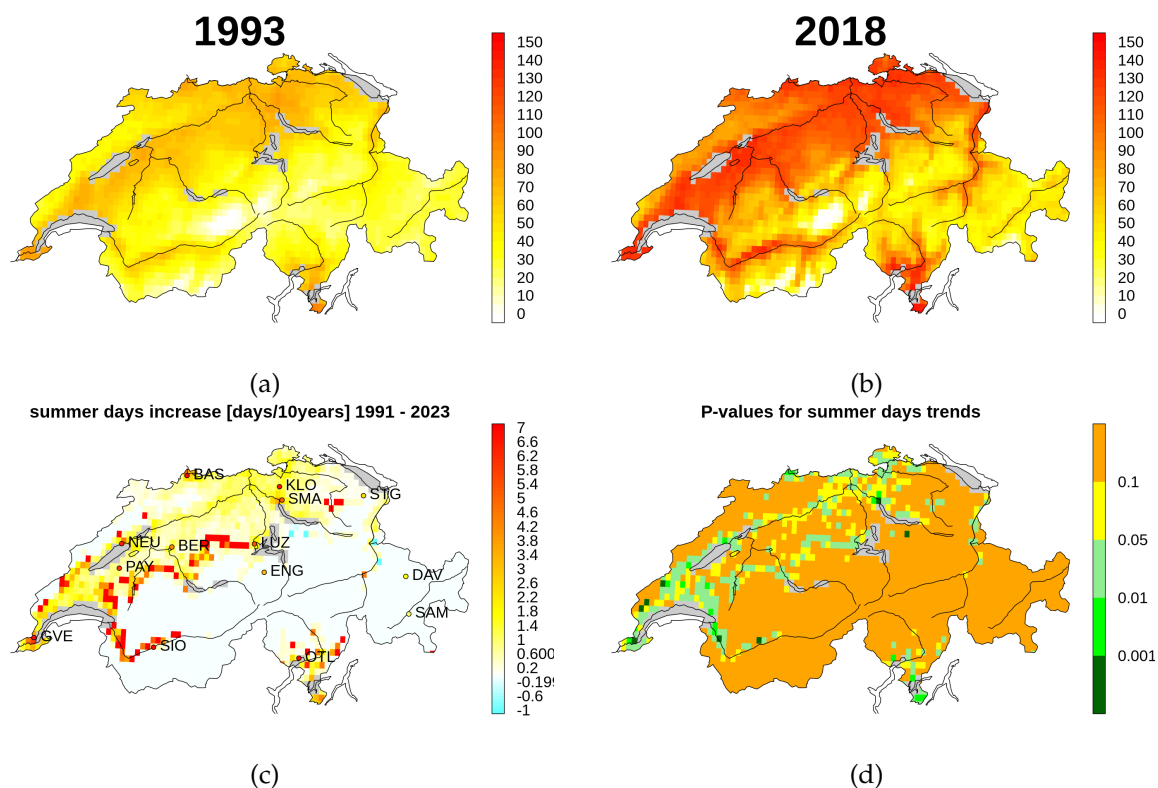 1993
150
140
130
120
110
100
90
80
70
60
50
40
30
20
10
0
(a)
2018
150
140
130
120
110
100
90
80
70
60
50
40
30
20
10
0
(b)
summer days increase [days/10years] 1991 - 2023
BAS
KLO
SMA
STG
NEU
BER
LUZ
PAY
ENG
DAV
SAM
GVE
SIO
OTL
7
6.6
6.2
5.8
5.4
5
4.6
4.2
3.8
3.4
3
2.6
2.2
1.8
1.4
1
0.600
0.2
-0.199
-0.6
-1
(c)
P-values for summer days trends
0.1
0.05
0.01
0.001
(d)